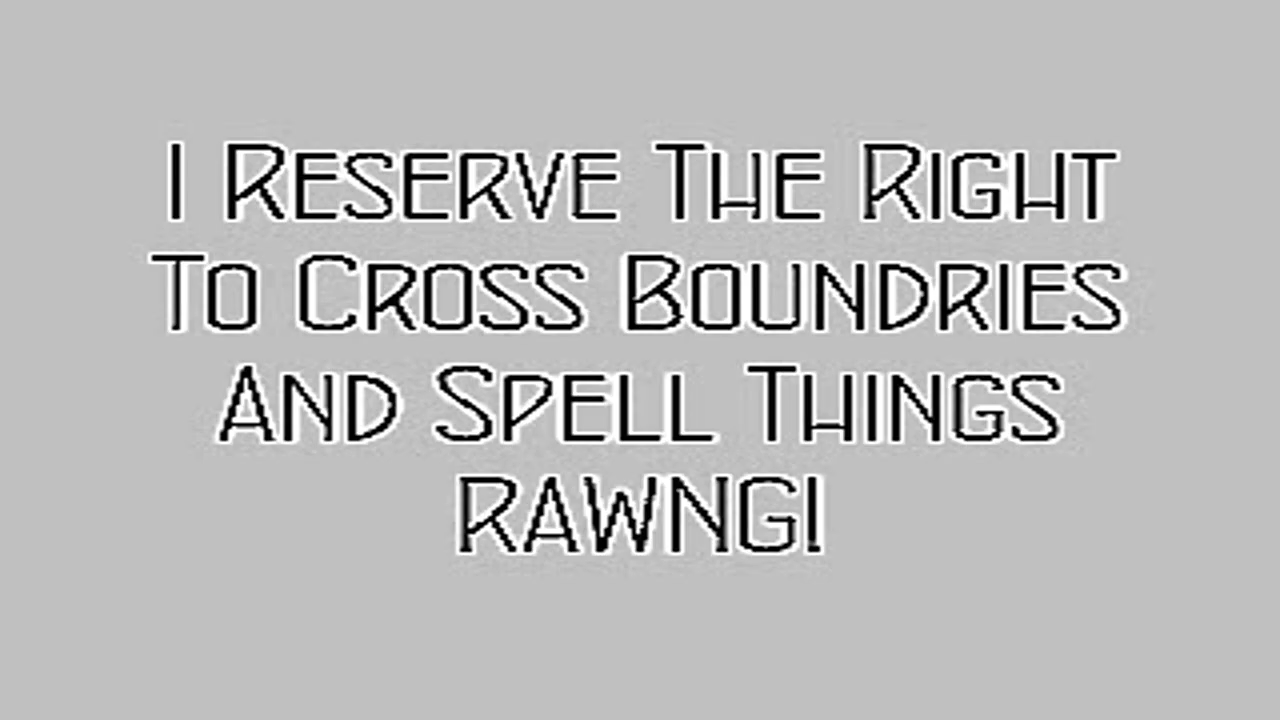 I Reserve The Right
To Cross Boundries
And Spell Things
RAWNG!